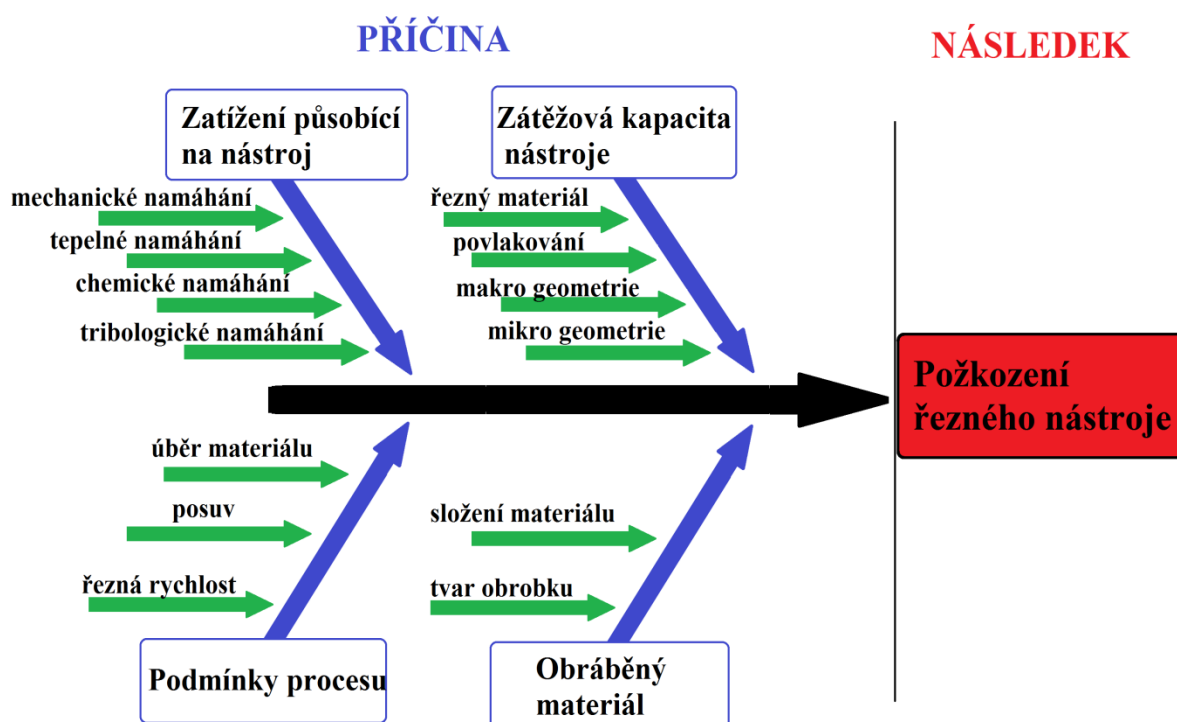 PŘÍČINA
NÁSLEDEK
Zatížení působící
na nástroj
mechanické namáhání
tepelné namáhání
chemické namáhání
tribologické namáhání
Zátěžová kapacita
nástroje
řezný materiál
povlakování
makro geometrie
mikro geometrie
Požkození
řezného nástroje
úběr materiálu
posuv
řezná rychlost
Podmínky procesu
složení materiálu
tvar obrobku
Obráběný
materiál